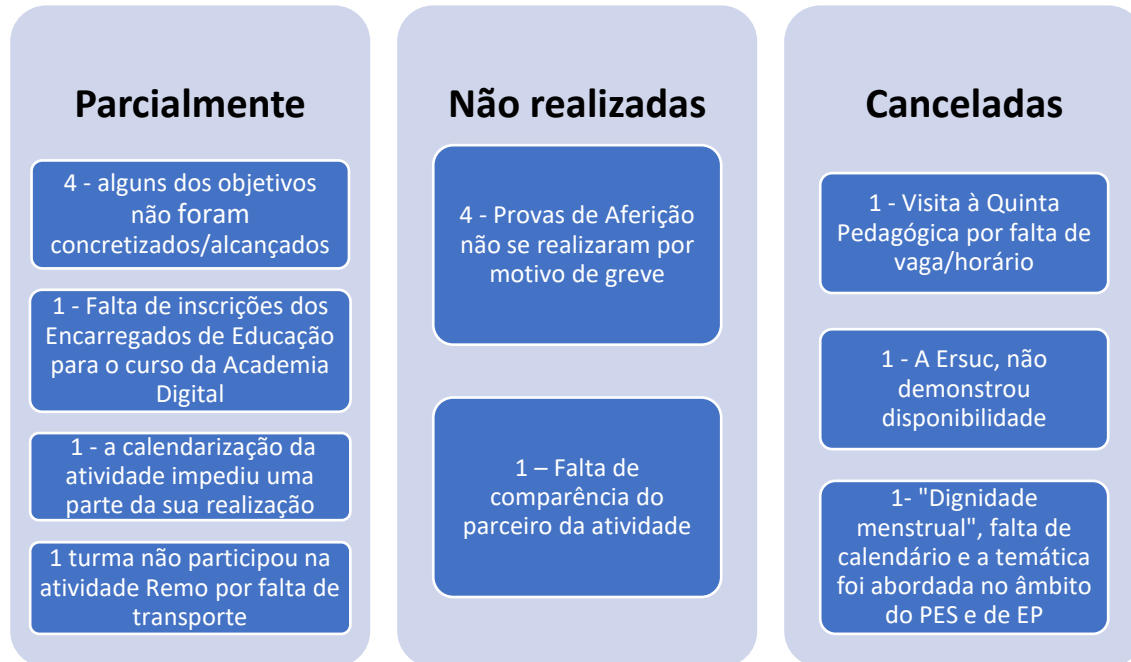 Parcialmente
4 - alguns dos objetivos
não foram
concretizados/alcançados
1 - Falta de inscrições dos
Encarregados de Educação
para o curso da Academia
Digital
1 - a calendarização da
atividade impediu uma
parte da sua realização
1 turma não participou na
atividade Remo por falta de
transporte
Não realizadas
4 - Provas de Aferição
não se realizaram por
motivo de greve
1 – Falta de
comparência do
parceiro da atividade
Canceladas
1 - Visita à Quinta
Pedagógica por falta de
vaga/horário
1 - A Ersuc, não
demonstrou
disponibilidade
1- "Dignidade
menstrual", falta de
calendário e a temática
foi abordada no âmbito
do PES e de EP